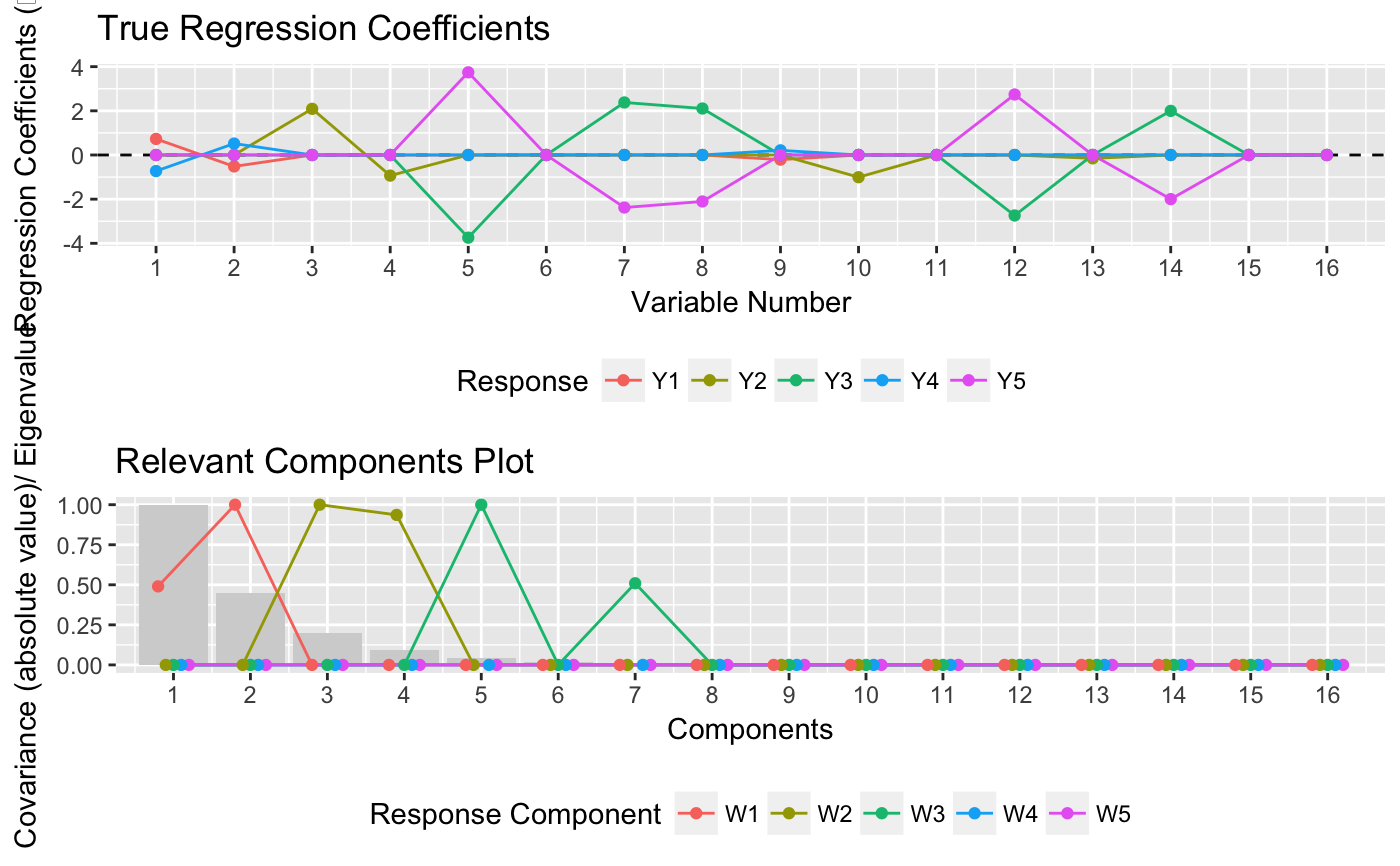 True Regression Coefficients
Regression Coefficients (
4
2
0
-2
-4
1 2 3 4 5 6 7 8 9 10 11 12 13 14 15 16
Variable Number
Response Y1 Y2 Y3 Y4 Y5
Relevant Components Plot
Covariance (absolute value)/ Eigenvalue
1.00
0.75
0.50
0.25
0.00
1 2 3 4 5 6 7 8 9 10 11 12 13 14 15 16
Components
Response Component W1 W2 W3 W4 W5